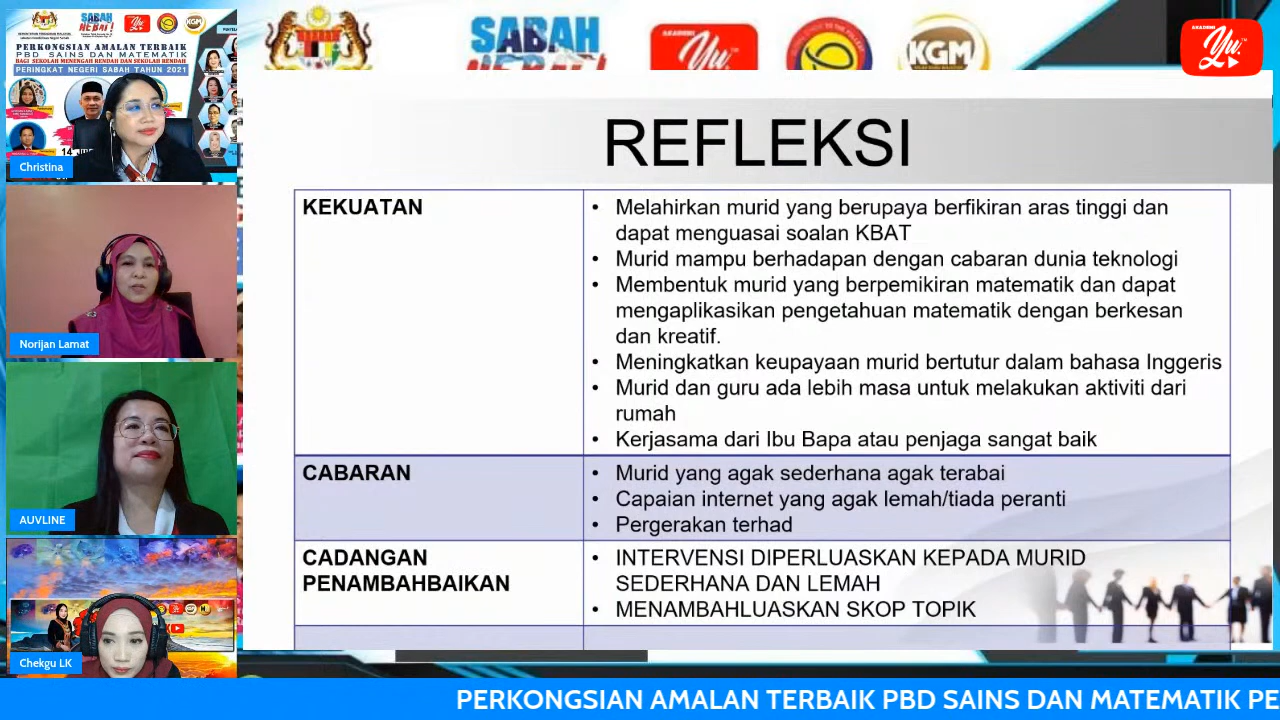 PERKONGSIAN AMALAN TERBAIK
PBD SAINS DAN MATEMATIK
BAGI SEKOLAH MENENGAH RENDAH DAN SEKOLAH RENDAH
PERINGKAT NEGERI SABAH TAHUN 2021
Christina
Norijan Lamat
AUVLINE
Chekgu LK
SABAH
KGM
AKADEMI
YuZ
REFLEKSI
KEKUATAN
• Melahirkan murid yang berupaya berfikiran aras tinggi dan
dapat menguasai soalan KBAT
• Murid mampu berhadapan dengan cabaran dunia teknologi
• Membentuk murid yang berpemikiran matematik dan dapat
mengaplikasikan pengetahuan matematik dengan berkesan
dan kreatif.
• Meningkatkan keupayaan murid bertutur dalam bahasa Inggeris
• Murid dan guru ada lebih masa untuk melakukan aktiviti dari
rumah
• Kerjasama dari Ibu Bapa atau penjaga sangat baik
CABARAN
• Murid yang agak sederhana agak terabai
• Capaian internet yang agak lemah/tiada peranti
• Pergerakan terhad
CADANGAN
PENAMBAHBAIKAN
• INTERVENSI DIPERLUASKAN KEPADA MURID
SEDERHANA DAN LEMAH
• MENAMBAHLUASKAN SKOP TOPIK
PERKONGSIAN AMALAN TERBAIK PBD SAINS DAN MATEMATIK PE